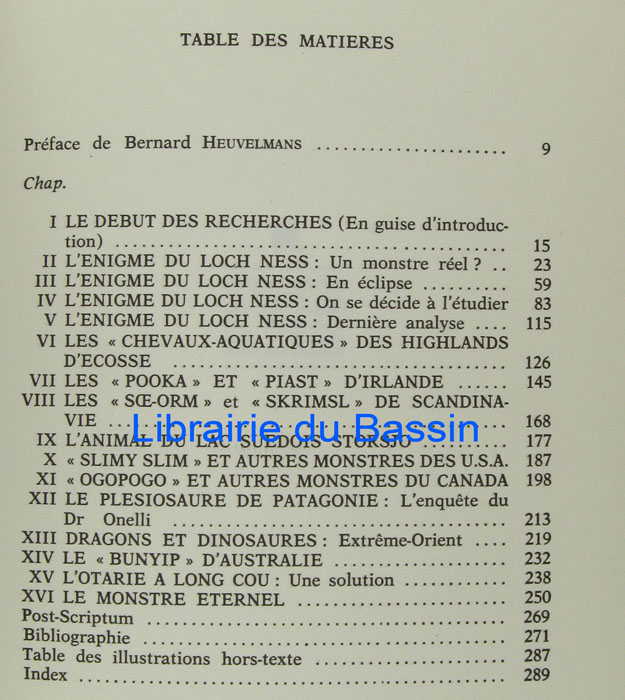 TABLE DES MATIERES
Préface de Bernard HEUVELMANS ...................... 9
Chap.
I LE DEBUT DES RECHERCHES (En guise d'introduc-
tion) ............................................. 15
II L'ENIGME DU LOCH NESS : Un monstre réel ? .. 23
III L'ENIGME DU LOCH NESS : En éclipse .......... 59
IV L'ENIGME DU LOCH NESS : On se décide à l'étudier 83
V L'ENIGME DU LOCH NESS : Dernière analyse .... 115
VI LES « CHEVAUX-AQUATIQUES » DES HIGHLANDS
D'ECOSSE ...................................... 126
VII LES « POOKA » ET « PIAST » D'IRLANDE ...... 145
VIII LES « SŒ-ORM » et « SKRIMSL » DE SCANDINA-
VIE ............................................. 168
Librairie du Bassin
IX L'ANIMAL DU LAC SUEDOIS STORSJO .......... 177
X « SLIMY SLIM » ET AUTRES MONSTRES DES U.S.A. 187
XI « OGOPOGO » ET AUTRES MONSTRES DU CANADA 198
XII LE PLESIOSAURE DE PATAGONIE : L'enquête du
Dr Onelli ...................................... 213
XIII DRAGONS ET DINOSAURES : Extrême-Orient .... 219
XIV LE « BUNYIP » D'AUSTRALIE .................... 232
XV L'OTARIE A LONG COU : Une solution ............ 238
XVI LE MONSTRE ETERNEL ........................ 250
Post-Scriptum .......................................... 269
Bibliographie .......................................... 271
Table des illustrations hors-texte ...................... 287
Index ................................................ 289